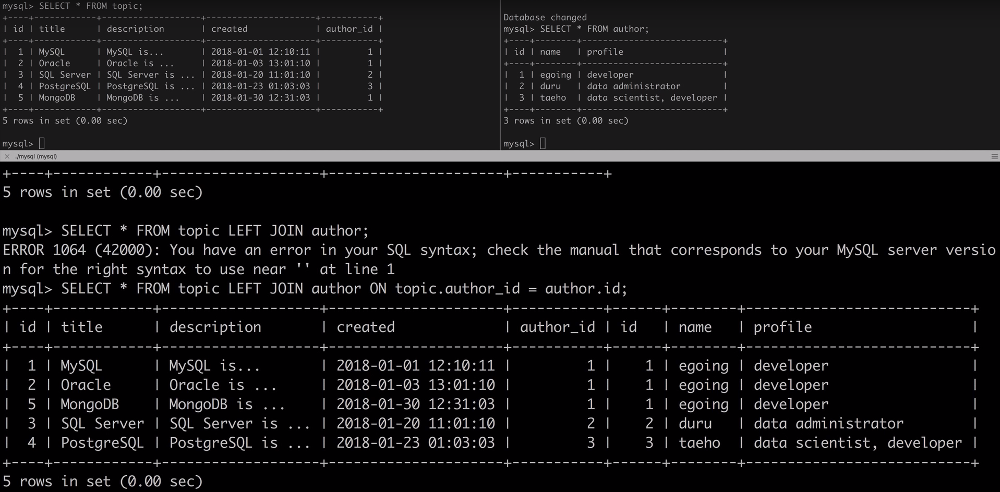 mysql> SELECT * FROM topic;
+----+------------+-------------------+---------------------+-----------+
| id | title      | description       | created             | author_id |
+----+------------+-------------------+---------------------+-----------+
|  1 | MySQL      | MySQL is...       | 2018-01-01 12:10:11 |         1 |
|  2 | Oracle     | Oracle is ...     | 2018-01-03 13:01:10 |         1 |
|  3 | SQL Server | SQL Server is ... | 2018-01-20 11:01:10 |         2 |
|  4 | PostgreSQL | PostgreSQL is ... | 2018-01-23 01:03:03 |         3 |
|  5 | MongoDB    | MongoDB is ...    | 2018-01-30 12:31:03 |         1 |
+----+------------+-------------------+---------------------+-----------+
5 rows in set (0.00 sec)
mysql>
Database changed
mysql> SELECT * FROM author;
+----+--------+---------------------------+
| id | name   | profile                   |
+----+--------+---------------------------+
|  1 | egoing | developer                 |
|  2 | duru   | data administrator        |
|  3 | taeho  | data scientist, developer |
+----+--------+---------------------------+
3 rows in set (0.00 sec)
mysql>
./mysql (mysql)
+----+------------+-------------------+---------------------+-----------+
5 rows in set (0.00 sec)
mysql> SELECT * FROM topic LEFT JOIN author;
ERROR 1064 (42000): You have an error in your SQL syntax; check the manual that corresponds to your MySQL server versio
n for the right syntax to use near '' at line 1
mysql> SELECT * FROM topic LEFT JOIN author ON topic.author_id = author.id;
+----+------------+-------------------+---------------------+-----------+------+--------+---------------------------+
| id | title      | description       | created             | author_id | id   | name   | profile                   |
+----+------------+-------------------+---------------------+-----------+------+--------+---------------------------+
|  1 | MySQL      | MySQL is...       | 2018-01-01 12:10:11 |         1 |    1 | egoing | developer                 |
|  2 | Oracle     | Oracle is ...     | 2018-01-03 13:01:10 |         1 |    1 | egoing | developer                 |
|  5 | MongoDB    | MongoDB is ...    | 2018-01-30 12:31:03 |         1 |    1 | egoing | developer                 |
|  3 | SQL Server | SQL Server is ... | 2018-01-20 11:01:10 |         2 |    2 | duru   | data administrator        |
|  4 | PostgreSQL | PostgreSQL is ... | 2018-01-23 01:03:03 |         3 |    3 | taeho  | data scientist, developer |
+----+------------+-------------------+---------------------+-----------+------+--------+---------------------------+
5 rows in set (0.00 sec)